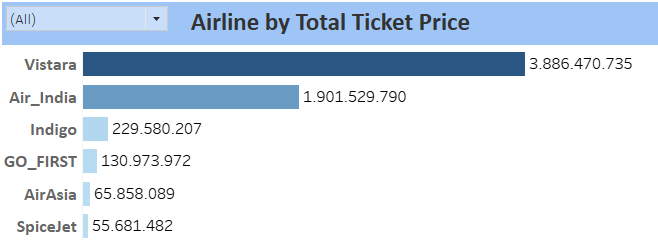 (All)
Airline by Total Ticket Price
Vistara 3.886.470.735
Air_India 1.901.529.790
Indigo 229.580.207
GO_FIRST 130.973.972
AirAsia 65.858.089
SpiceJet 55.681.482